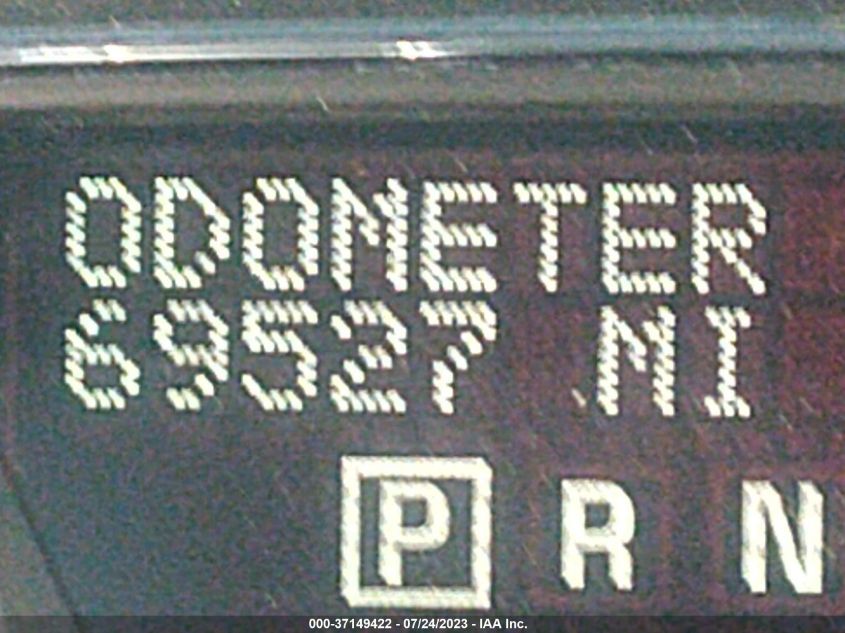 ODOMETER
69527 MI
P R N
000-37149422 - 07/24/2023 - IAA Inc.